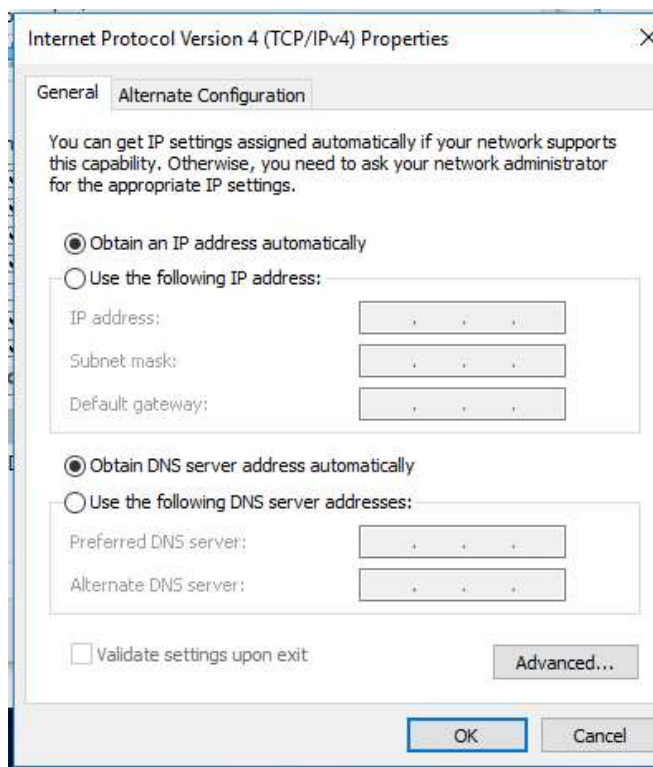 Internet Protocol Version 4 (TCP/IPv4) Properties
General
Alternate Configuration
You can get IP settings assigned automatically if your network supports
this capability. Otherwise, you need to ask your network administrator
for the appropriate IP settings.
Obtain an IP address automatically
Use the following IP address:
IP address:
Subnet mask:
Default gateway:
Obtain DNS server address automatically
Use the following DNS server addresses:
Preferred DNS server:
Alternate DNS server:
Validate settings upon exit
Advanced...
OK
Cancel